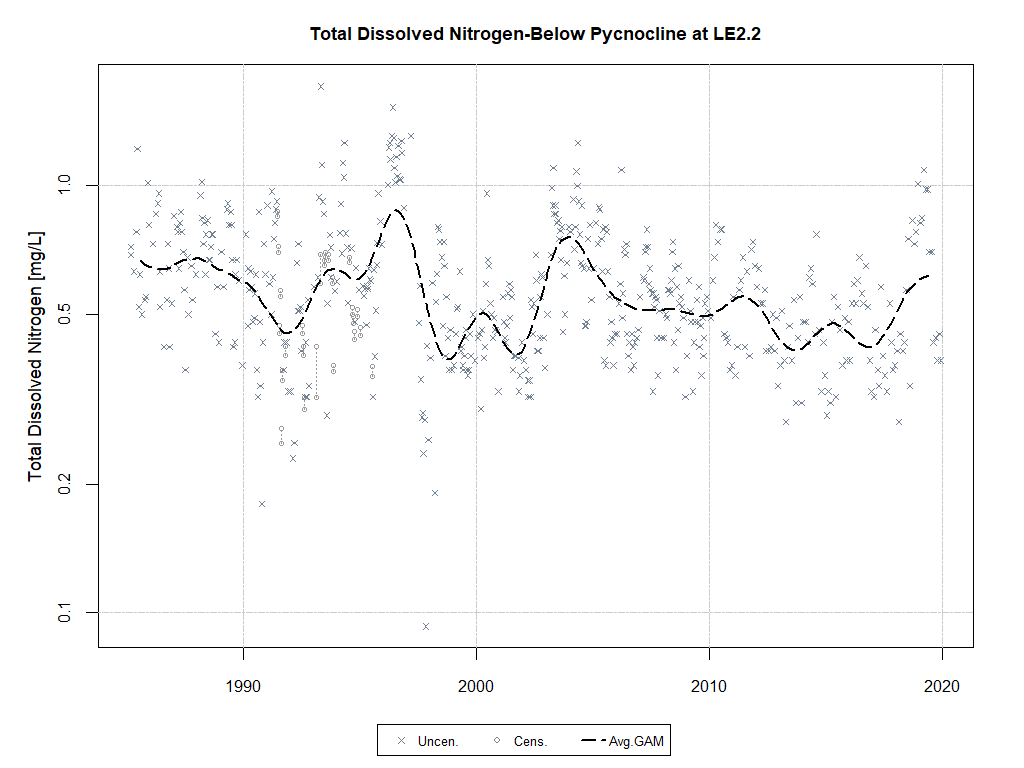 Total Dissolved Nitrogen-Below Pycnocline at LE2.2
Total Dissolved Nitrogen [mg/L]
1.0
0.5
0.2
0.1
1990 2000 2010 2020
Uncen. Cens. Avg.GAM